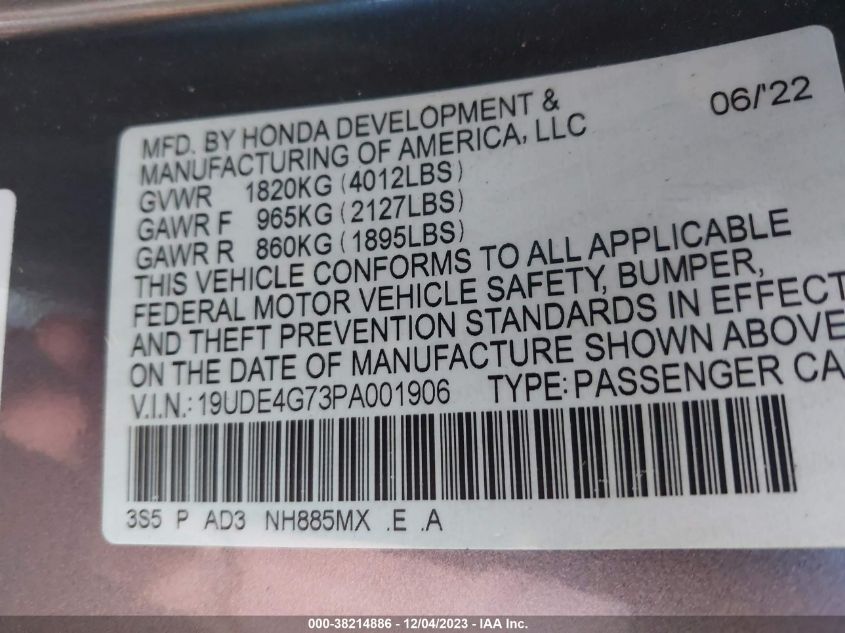 06/'22
MFD. BY HONDA DEVELOPMENT &
MANUFACTURING OF AMERICA, LLC
GVWR 1820KG (4012LBS)
GAWR F 965KG (2127LBS)
GAWR R 860KG (1895LBS)
THIS VEHICLE CONFORMS TO ALL APPLICABLE
FEDERAL MOTOR VEHICLE SAFETY, BUMPER,
AND THEFT PREVENTION STANDARDS IN EFFECT
ON THE DATE OF MANUFACTURE SHOWN ABOVE
V.I.N.: 19UDE4G73PA001906 TYPE: PASSENGER CA
3S5 P AD3 NH885MX .E .A
000-38214886 - 12/04/2023 - IAA Inc.